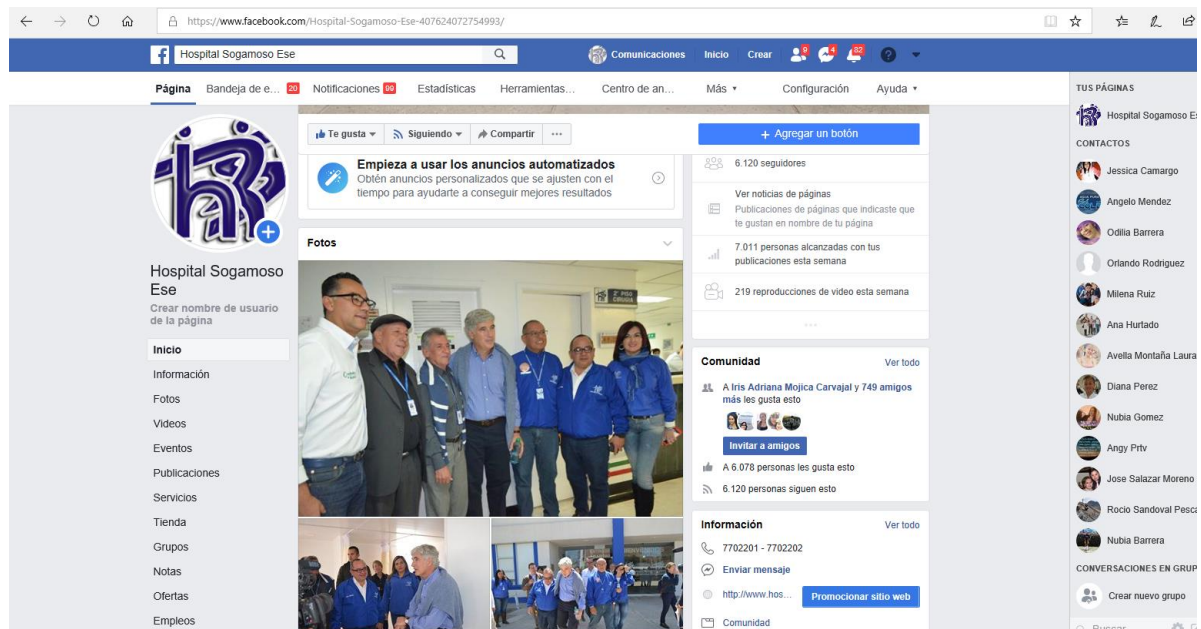 https://www.facebook.com/Hospital-Sogamoso-Ese-407624072754993/
Hospital Sogamoso Ese
Comunicaciones
Inicio
Crear
9
4
82
Página
Bandeja de e... 20
Notificaciones 99
Estadísticas
Herramientas...
Centro de an...
Más
Configuración
Ayuda
Hospital Sogamoso
Ese
Crear nombre de usuario
de la página
Inicio
Información
Fotos
Videos
Eventos
Publicaciones
Servicios
Tienda
Grupos
Notas
Ofertas
Empleos
Te gusta
Siguiendo
Compartir
...
+ Agregar un botón
Empieza a usar los anuncios automatizados
Obtén anuncios personalizados que se ajusten con el
tiempo para ayudarte a conseguir mejores resultados
Fotos
2° PISO
CIRUGIA
6.120 seguidores
Ver noticias de páginas
Publicaciones de páginas que indicaste que
te gustan en nombre de tu página
7.011 personas alcanzadas con tus
publicaciones esta semana
219 reproducciones de video esta semana
...
Comunidad
Ver todo
A Iris Adriana Mojica Carvajal y 749 amigos
más les gusta esto
Invitar a amigos
A 6.078 personas les gusta esto
6.120 personas siguen esto
Información
Ver todo
7702201 - 7702202
Enviar mensaje
http://www.hos...
Promocionar sitio web
Comunidad
TUS PÁGINAS
Hospital Sogamoso Es
CONTACTOS
Jessica Camargo
Angelo Mendez
Odilia Barrera
Orlando Rodriguez
Milena Ruiz
Ana Hurtado
Avella Montaña Laura
Diana Perez
Nubia Gomez
Angy Prtv
Jose Salazar Moreno
Rocio Sandoval Pesca
Nubia Barrera
CONVERSACIONES EN GRUP
Crear nuevo grupo
Buscar